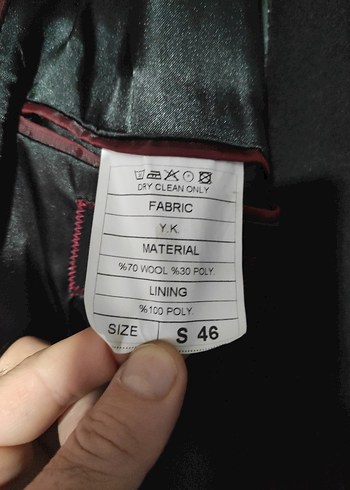 DRY CLEAN ONLY
FABRIC
Y.K.
MATERIAL
%70 WOOL %30 POLY.
LINING
%100 POLY.
SIZE S 46